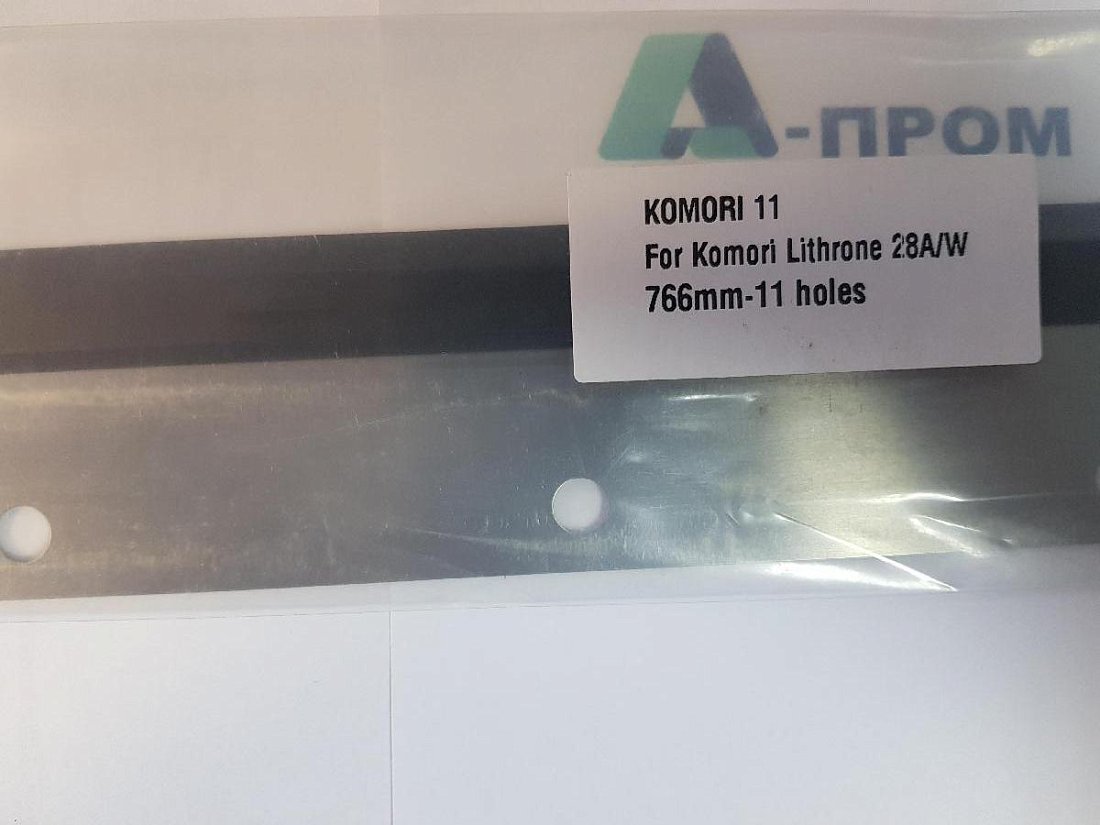 А-ПРОМ
KOMORI 11
For Komori Lithrone 28A/W
766mm-11 holes